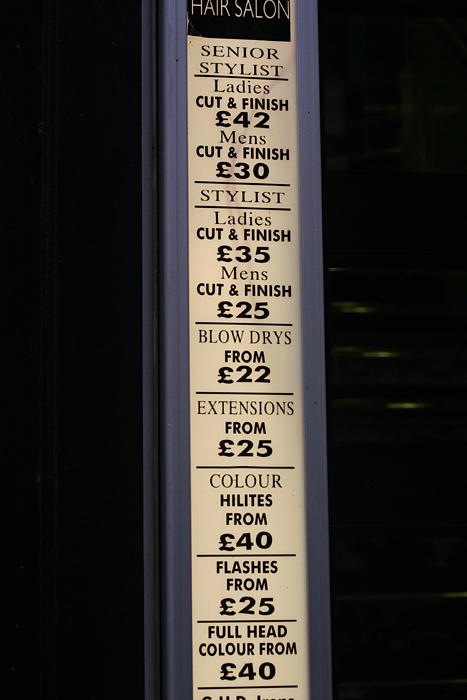 HAIR SALON
SENIOR
STYLIST
Ladies
CUT & FINISH
£42
Mens
CUT & FINISH
£30
STYLIST
Ladies
CUT & FINISH
£35
Mens
CUT & FINISH
£25
BLOW DRYS
FROM
£22
EXTENSIONS
FROM
£25
COLOUR
HILITES
FROM
£40
FLASHES
FROM
£25
FULL HEAD
COLOUR FROM
£40